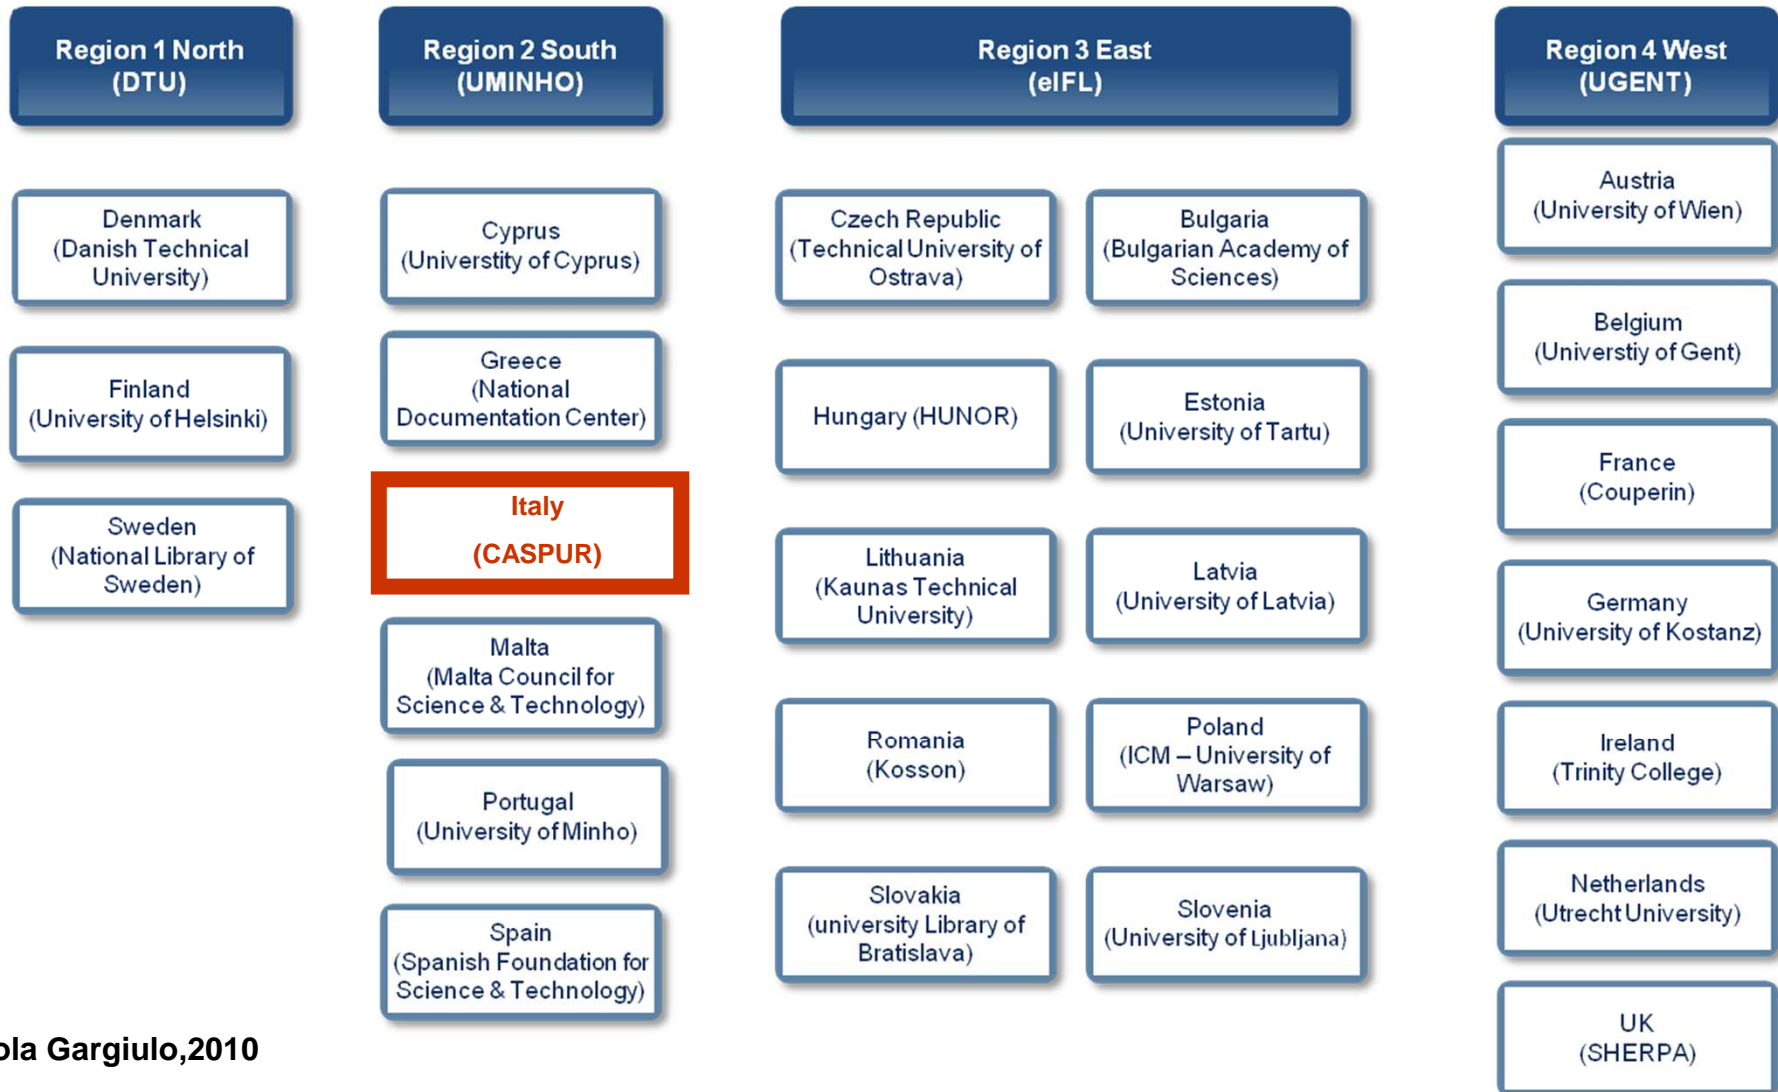 Region 1 North
(DTU)
Denmark
(Danish Technical
University)
Finland
(University of Helsinki)
Sweden
(National Library of
Sweden)
Region 2 South
(UMINHO)
Cyprus
(Universtity of Cyprus)
Greece
(National
Documentation Center)
Italy
(CASPUR)
Malta
(Malta Council for
Science & Technology)
Portugal
(University of Minho)
Spain
(Spanish Foundation for
Science & Technology)
Region 3 East
(eIFL)
Czech Republic
(Technical University of
Ostrava)
Bulgaria
(Bulgarian Academy of
Sciences)
Hungary (HUNOR)
Estonia
(University of Tartu)
Lithuania
(Kaunas Technical
University)
Latvia
(University of Latvia)
Romania
(Kosson)
Poland
(ICM – University of
Warsaw)
Slovakia
(university Library of
Bratislava)
Slovenia
(University of Ljubljana)
Region 4 West
(UGENT)
Austria
(University of Wien)
Belgium
(Universtiy of Gent)
France
(Couperin)
Germany
(University of Kostanz)
Ireland
(Trinity College)
Netherlands
(Utrecht University)
UK
(SHERPA)
ola Gargiulo,2010